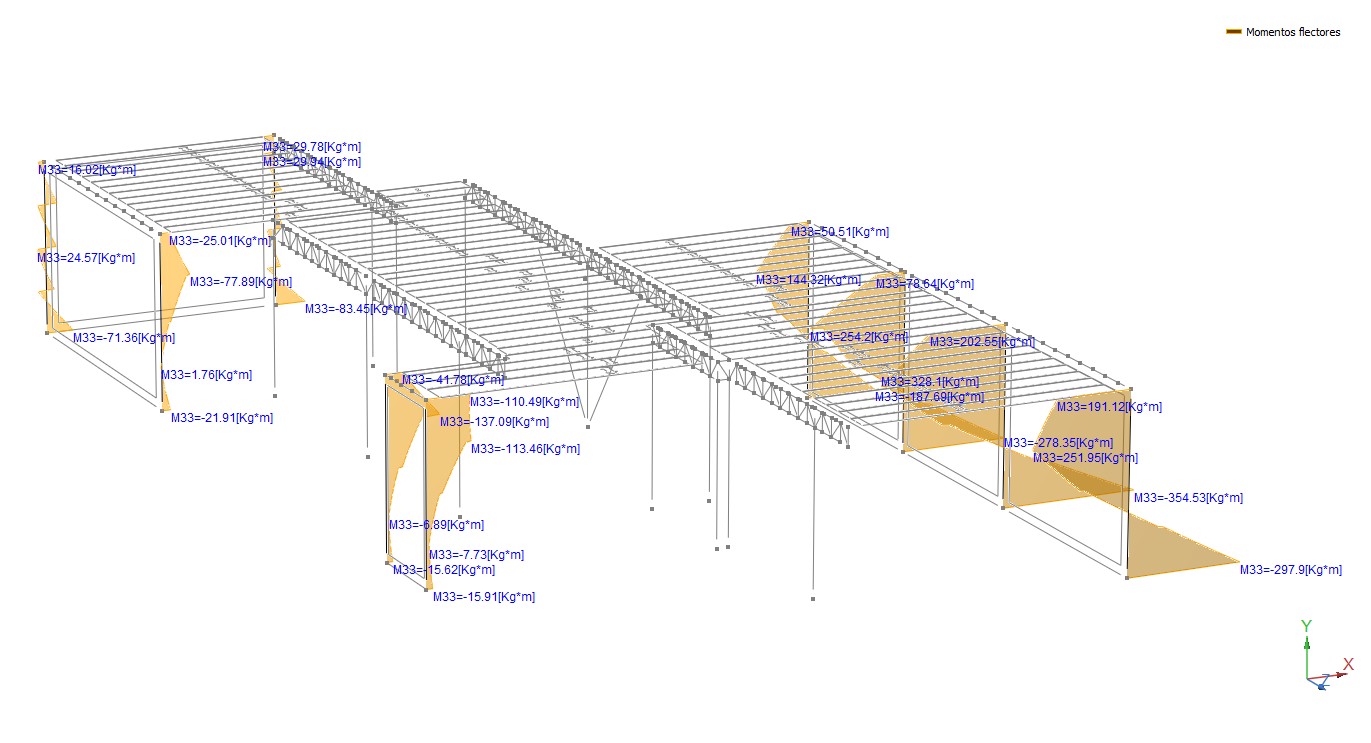 Momentos flectores
M33=29.78[Kg*m]
M33=29.94[Kg*m]
M33=16.02[Kg*m]
M33=50.51[Kg*m]
M33=-25.01[Kg*m]
M33=24.57[Kg*m]
M33=-77.89[Kg*m]
M33=144.32[Kg*m]
M33=78.64[Kg*m]
M33=-83.45[Kg*m]
M33=-71.36[Kg*m]
M33=254.2[Kg*m]
M33=202.55[Kg*m]
M33=1.76[Kg*m]
M33=-41.78[Kg*m]
M33=328.1[Kg*m]
M33=-187.69[Kg*m]
M33=-110.49[Kg*m]
M33=191.12[Kg*m]
M33=-21.91[Kg*m]
M33=-137.09[Kg*m]
M33=-113.46[Kg*m]
M33=-278.35[Kg*m]
M33=251.95[Kg*m]
M33=-354.53[Kg*m]
M33=-6.89[Kg*m]
M33=-7.73[Kg*m]
M33=-15.62[Kg*m]
M33=-297.9[Kg*m]
M33=-15.91[Kg*m]
Y
X